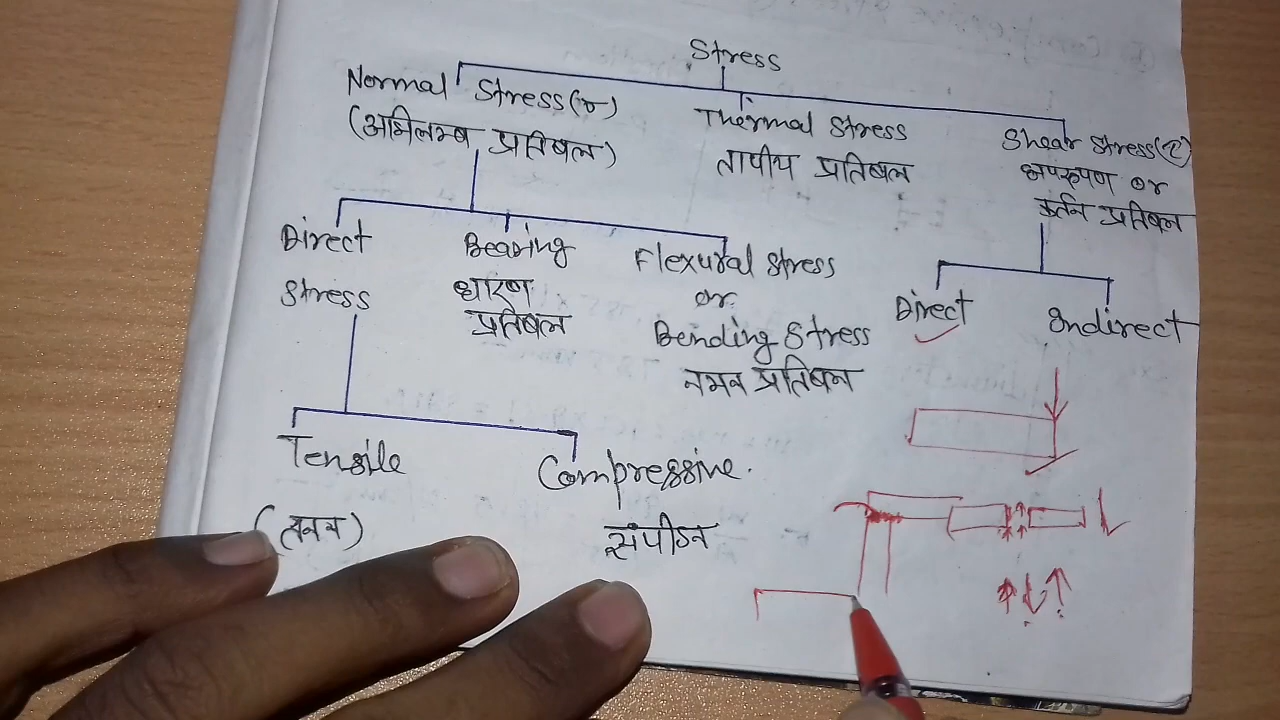 Stress
Normal Stress(σ)
(अभिलम्ब प्रतिबल)
Thermal Stress
तापीय प्रतिबल
Shear Stress(τ)
अपरूपण or
कर्तन प्रतिबल
Direct
Stress
Bearing
धारण
प्रतिबल
Flexural Stress
or
Bending Stress
नमन प्रतिबल
Direct
Indirect
Tensile
(तनन)
Compressive.
संपीडन